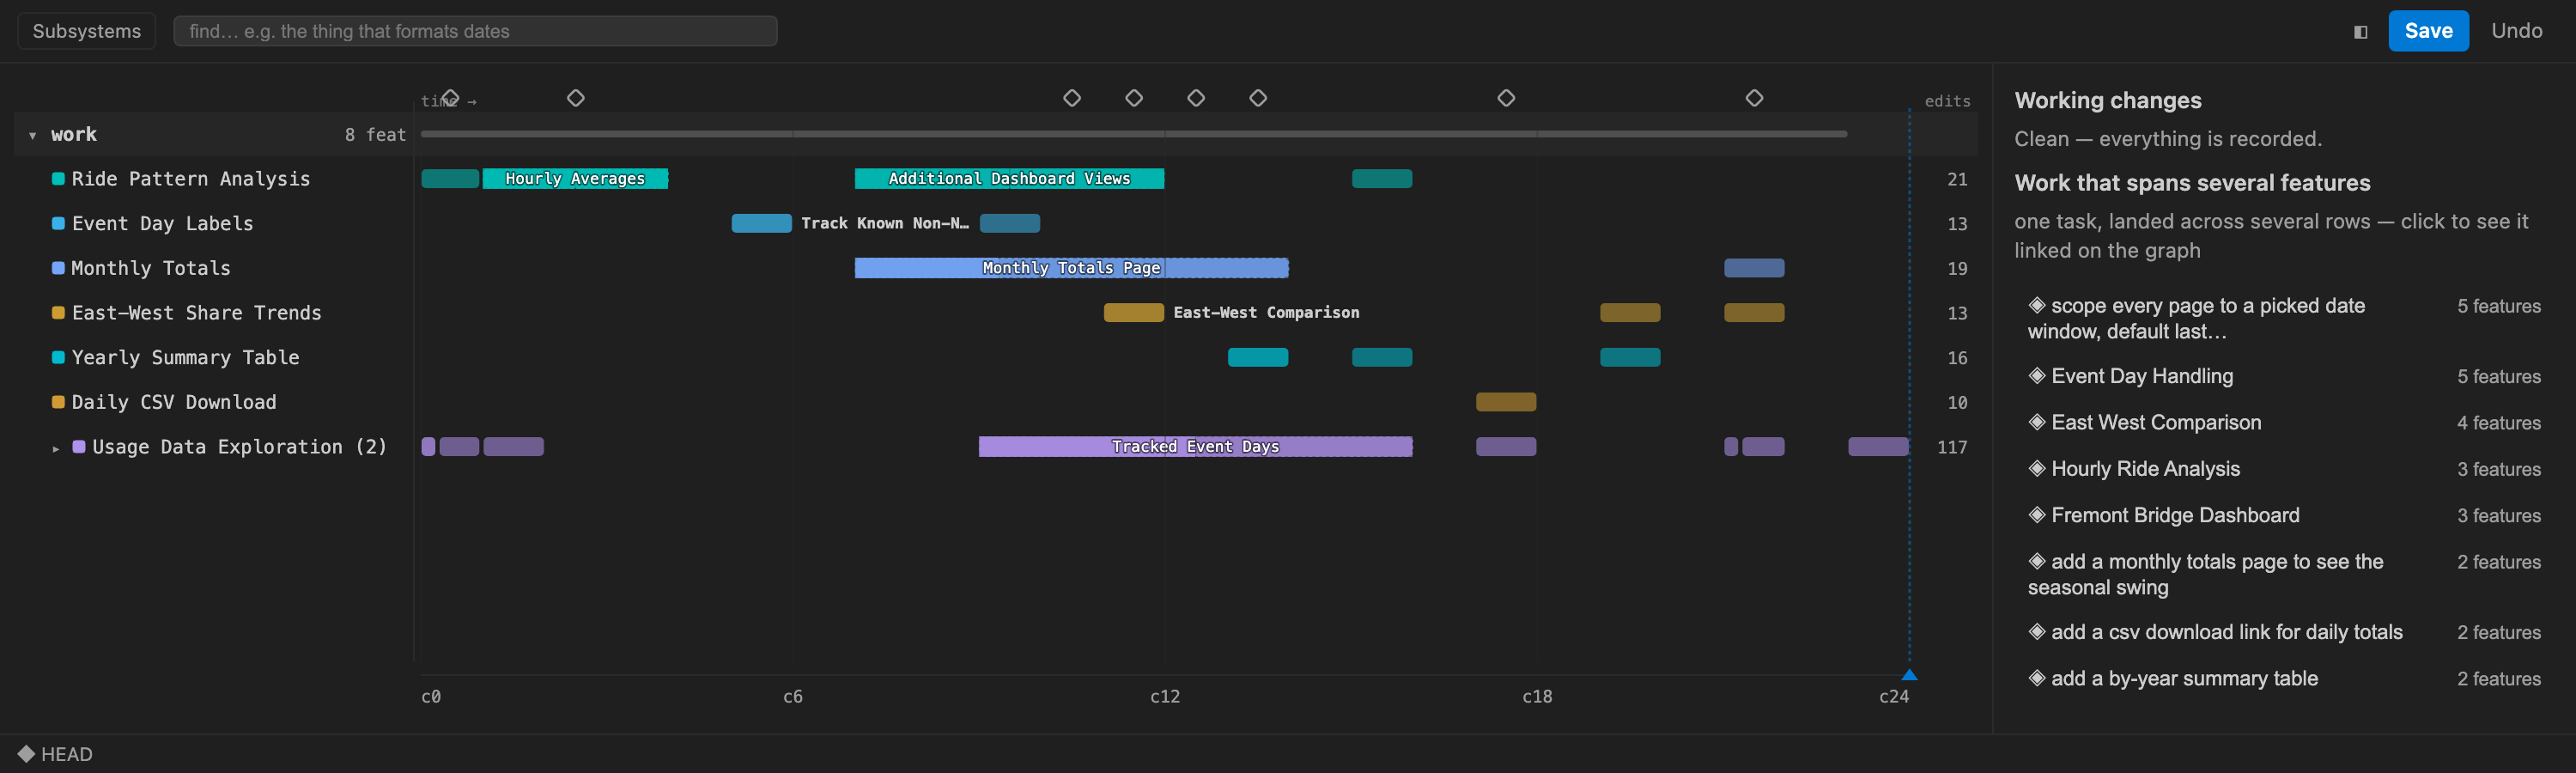 Subsystems
find… e.g. the thing that formats dates
Save
Undo
time →
edits
work
8 feat
Ride Pattern Analysis
Hourly Averages
Additional Dashboard Views
21
Event Day Labels
Track Known Non-N…
13
Monthly Totals
Monthly Totals Page
19
East-West Share Trends
East-West Comparison
13
Yearly Summary Table
16
Daily CSV Download
10
Usage Data Exploration (2)
Tracked Event Days
117
c0
c6
c12
c18
c24
Working changes
Clean — everything is recorded.
Work that spans several features
one task, landed across several rows — click to see it
linked on the graph
scope every page to a picked date
window, default last…
5 features
Event Day Handling
5 features
East West Comparison
4 features
Hourly Ride Analysis
3 features
Fremont Bridge Dashboard
3 features
add a monthly totals page to see the
seasonal swing
2 features
add a csv download link for daily totals
2 features
add a by-year summary table
2 features
HEAD